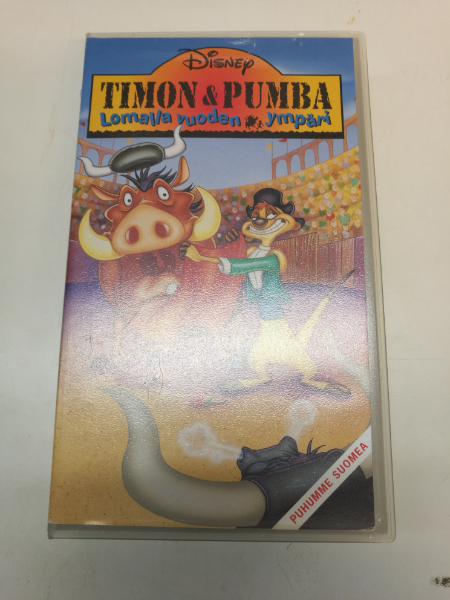 Disney
TIMON & PUMBA
Lomalla vuoden ympäri
PUHUMME SUOMEA